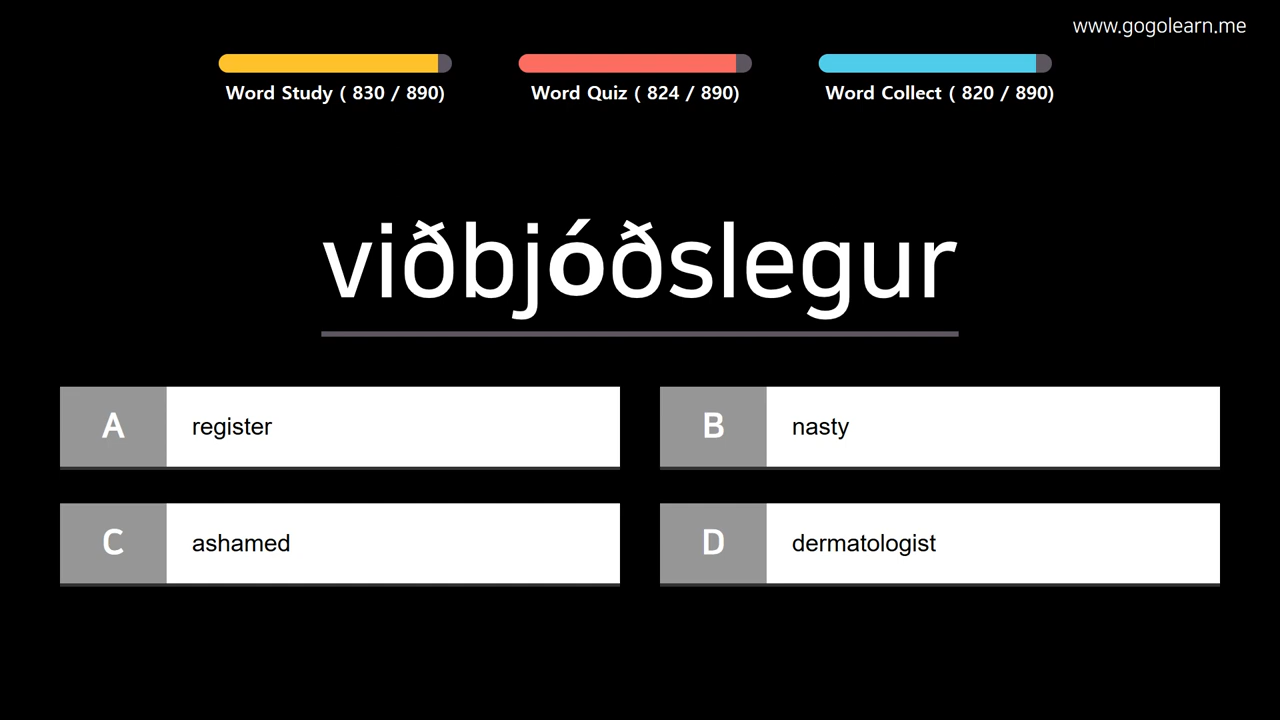 www.gogolearn.me
Word Study ( 830 / 890)
Word Quiz ( 824 / 890)
Word Collect ( 820 / 890)
viðbjóðslegur
A register
B nasty
C ashamed
D dermatologist